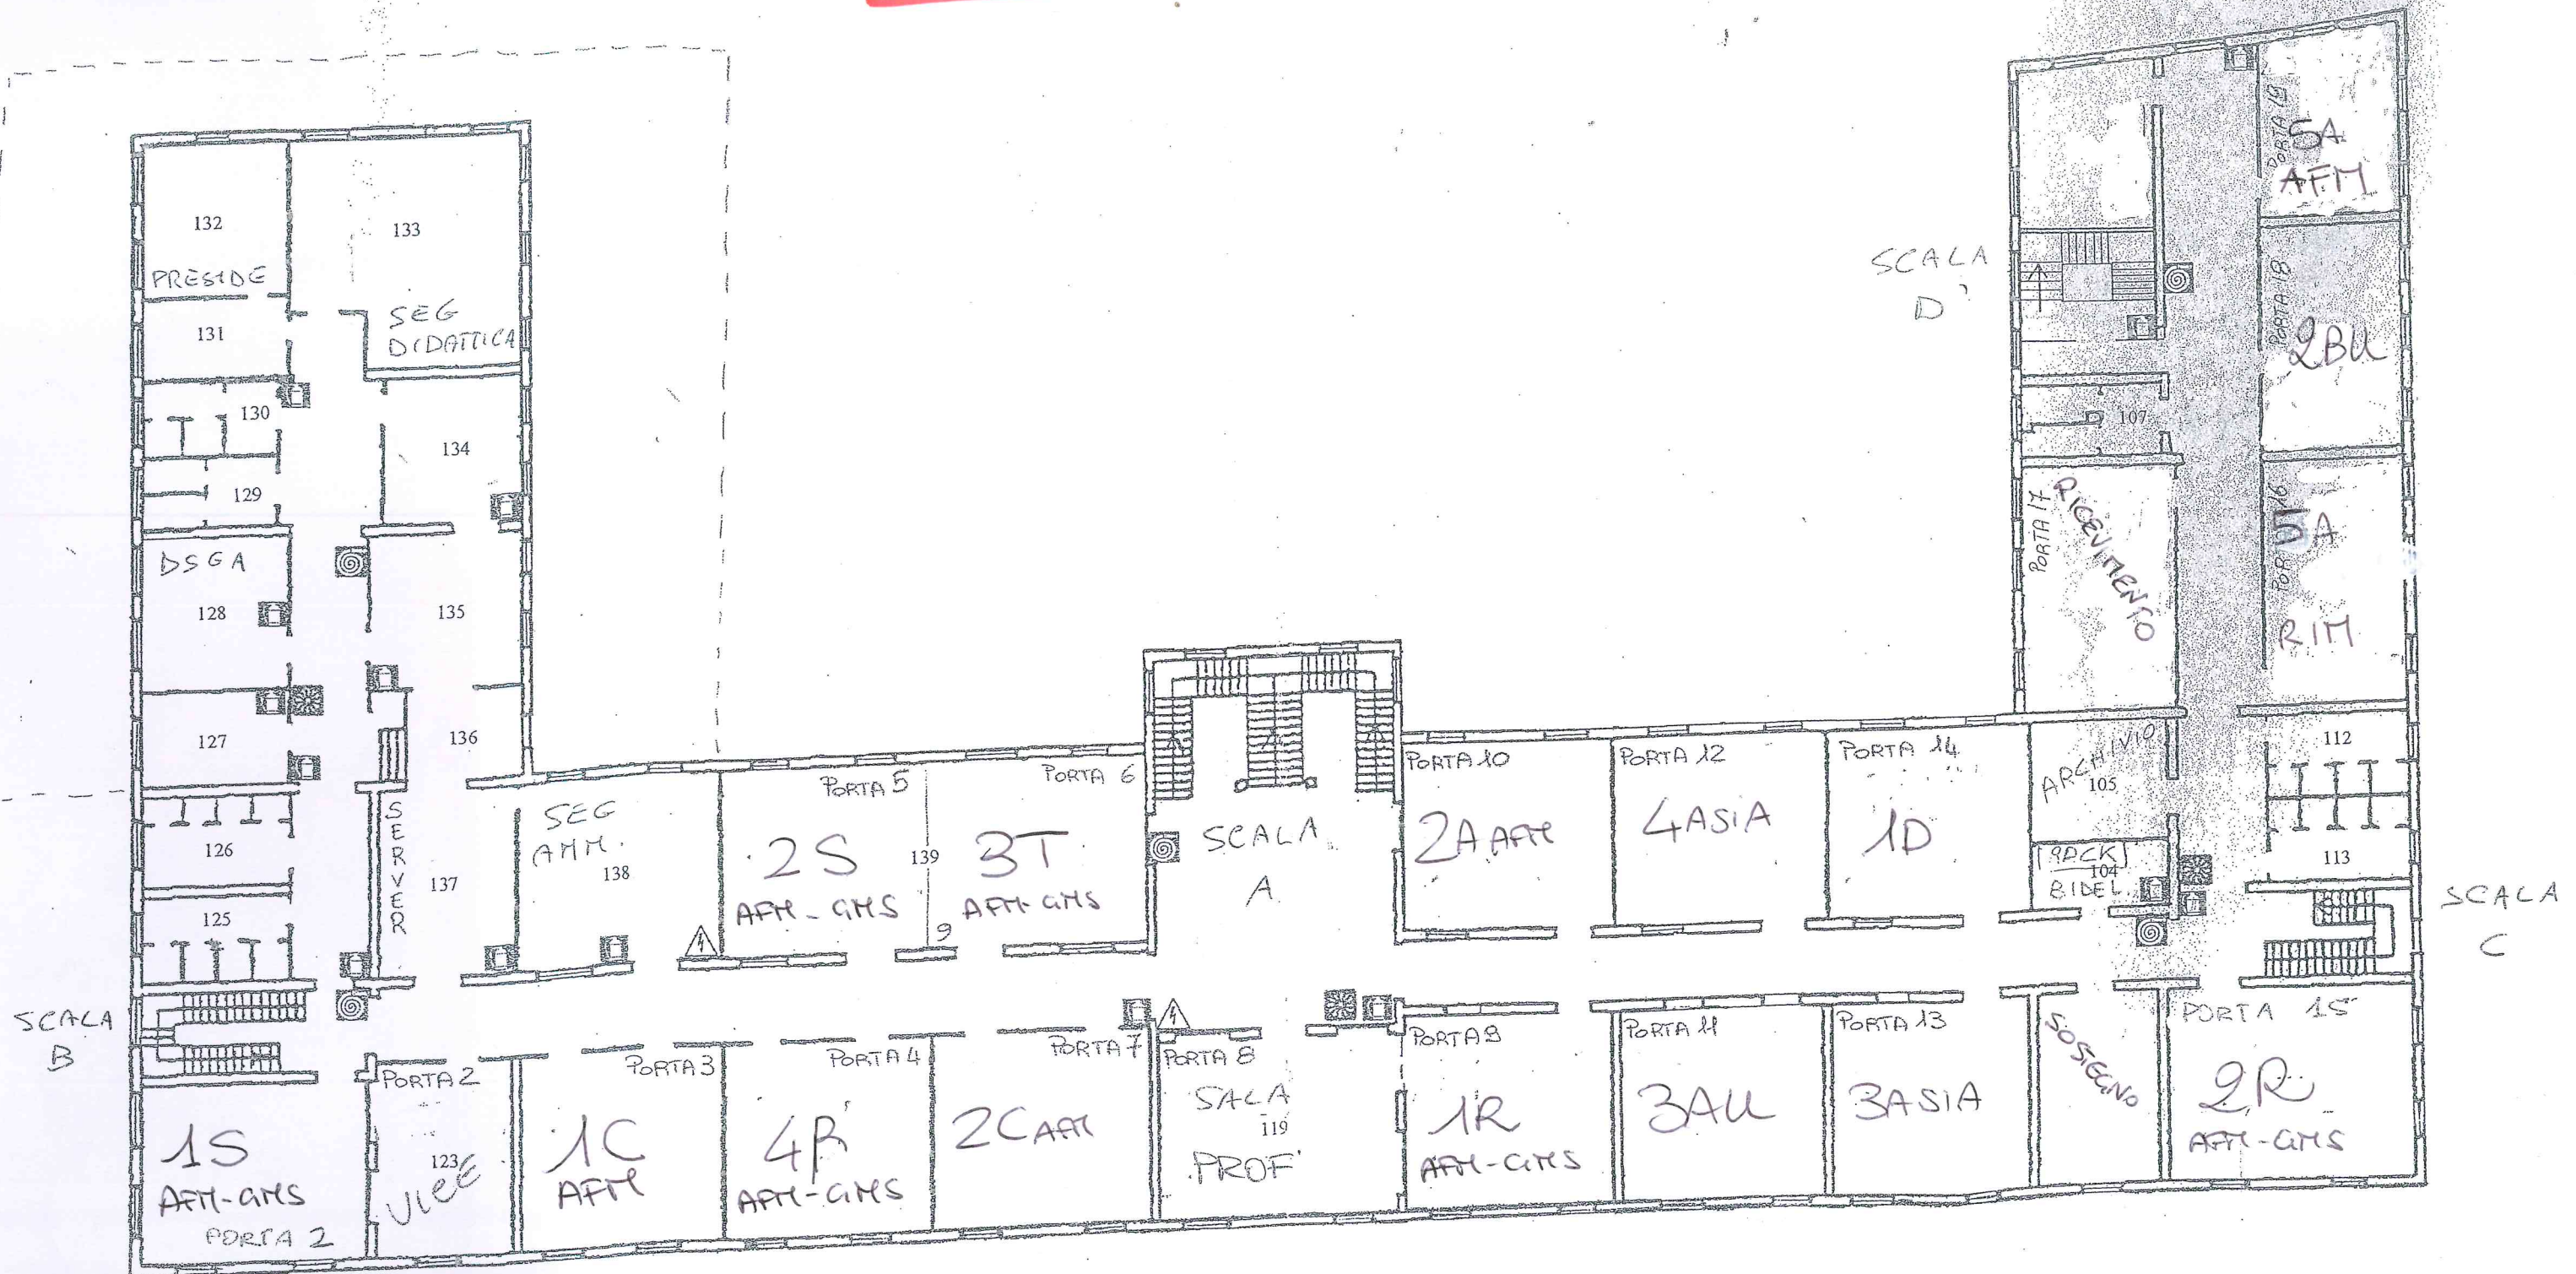 132
PRESIDE
133
SEG
DIDATTICA
131
130
134
129
DSGA
128
135
127
136
126
125
SERVER
137
SEG
AMM.
138
PORTA 5
2S
AFM-GMS
139
9
PORTA 6
3T
AFM-GMS
SCALA
A
PORTA 10
2A AFM
PORTA 12
4ASIA
PORTA 14
1D
ARCHIVIO
105
RACK
104
BIDEL.
112
113
SCALA
C
SCALA
D
PORTA 19
5A
AFM
PORTA 18
2BU
107
PORTA 17
RICEVIMENTO
PORTA 16
RIM
SCALA
B
1S
AFM-GMS
PORTA 2
PORTA 2
123
VICE
PORTA 3
1C
AFM
PORTA 4
4R
AFM-GMS
PORTA 7
2C AFM
PORTA 8
SALA
119
PROF
PORTA 9
1R
AFM-GMS
PORTA 11
3AU
PORTA 13
3ASIA
SOSTEGNO
PORTA 15
2R
AFM-GMS